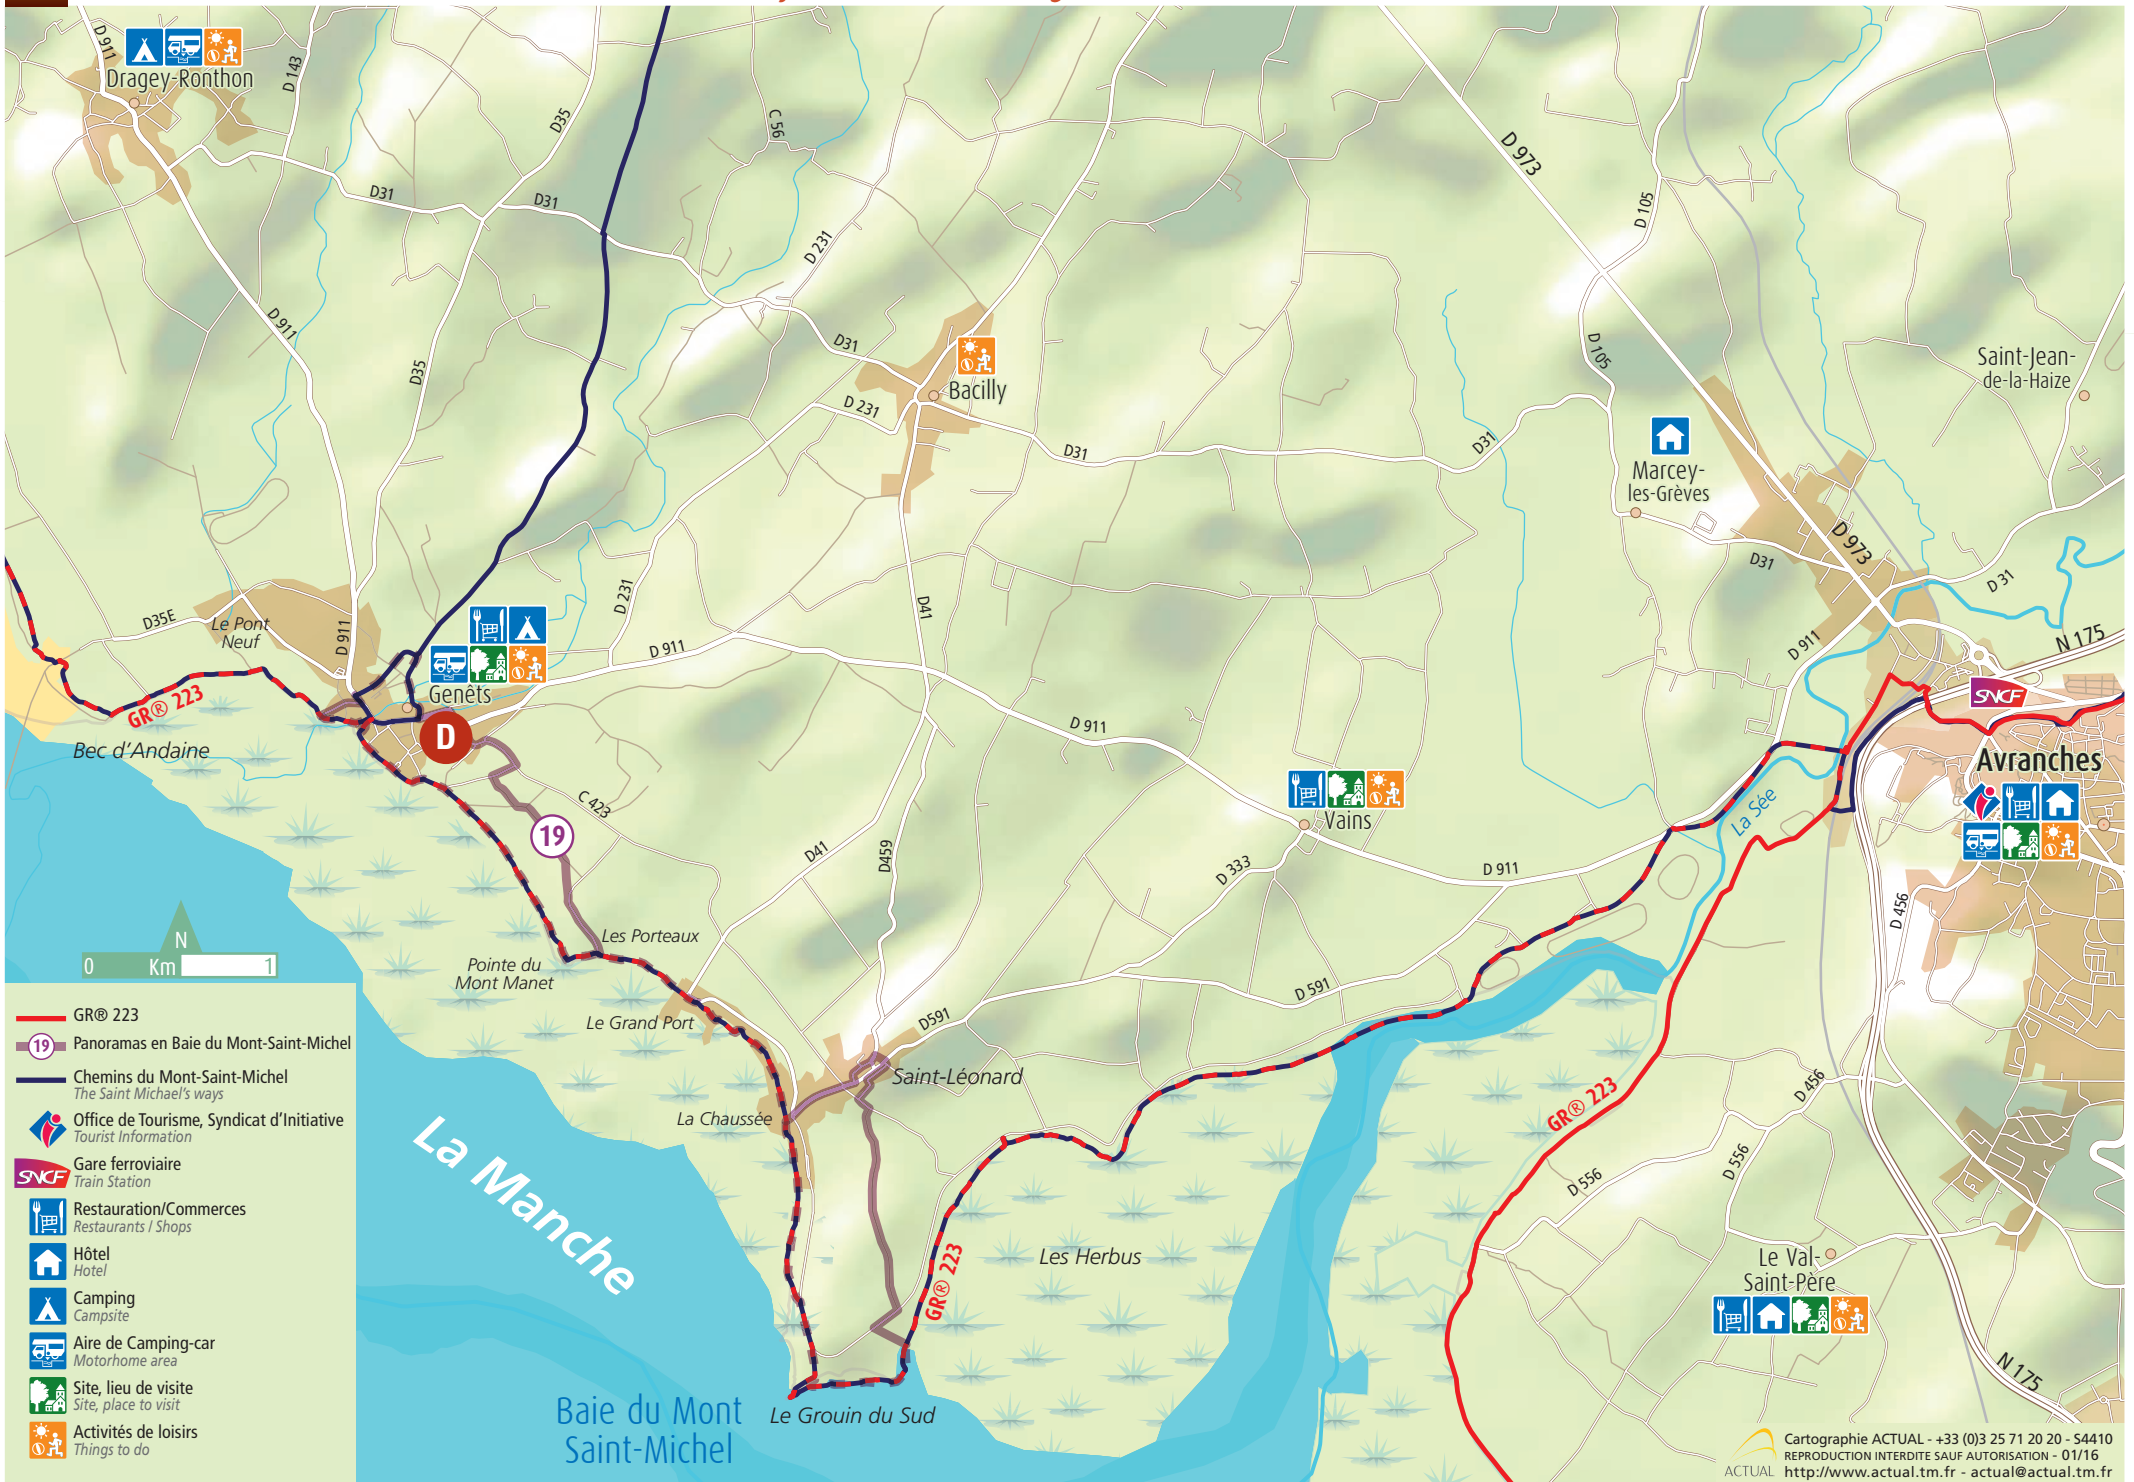 D 911
Dragey-Ronthon
D 143
D35
C 56
D 973
D31
D31
D 231
D 105
D 911
D35
D31
Bacilly
D 231
D31
D31
D 105
Saint-Jean-
de-la-Haize
Marcey-
les-Grèves
D31
D 973
D 31
D35E
Le Pont
Neuf
D 911
D 231
D41
D 911
D 911
N 175
Genêts
GR® 223
D
Bec d'Andaine
D 911
SNCF
Avranches
C 423
19
D41
D459
Vains
D 333
D 911
La Sée
D 456
N
0 Km 1
Les Porteaux
Pointe du
Mont Manet
Le Grand Port
D591
D 591
Saint-Léonard
La Chaussée
D 456
GR® 223
D 556
D 556
La Manche
GR® 223
Les Herbus
Le Val-
Saint-Père
N 175
Baie du Mont
Saint-Michel
Le Grouin du Sud
GR® 223
19 Panoramas en Baie du Mont-Saint-Michel
Chemins du Mont-Saint-Michel
The Saint Michael's ways
Office de Tourisme, Syndicat d'Initiative
Tourist Information
SNCF Gare ferroviaire
Train Station
Restauration/Commerces
Restaurants / Shops
Hôtel
Hotel
Camping
Campsite
Aire de Camping-car
Motorhome area
Site, lieu de visite
Site, place to visit
Activités de loisirs
Things to do
Cartographie ACTUAL - +33 (0)3 25 71 20 20 - S4410
REPRODUCTION INTERDITE SAUF AUTORISATION - 01/16
ACTUAL http://www.actual.tm.fr - actual@actual.tm.fr